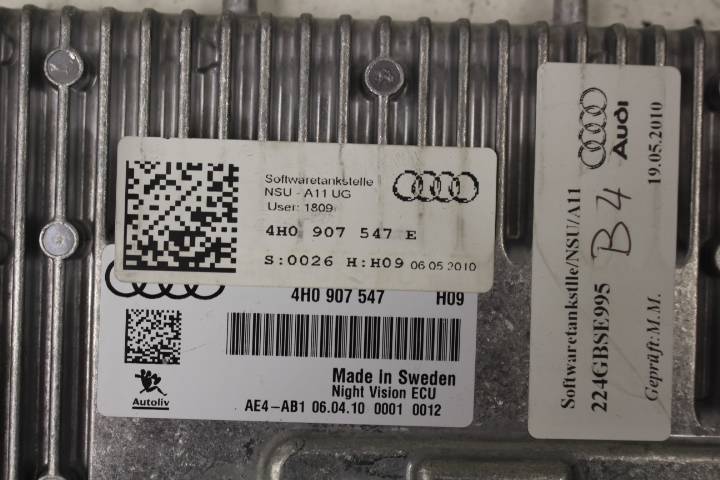 Softwaretankstelle
NSU - A11 UG
User: 1809
4H0 907 547 E
S:0026 H:H09 06 05 2010
4H0 907 547 H09
Made In Sweden
Night Vision ECU
Autoliv
AE4-AB1 06.04.10 0001 0012
Softwaretankstlle/NSU/A11
224GBSE995
B4
Audi
Geprüft:M.M. 19.05.2010